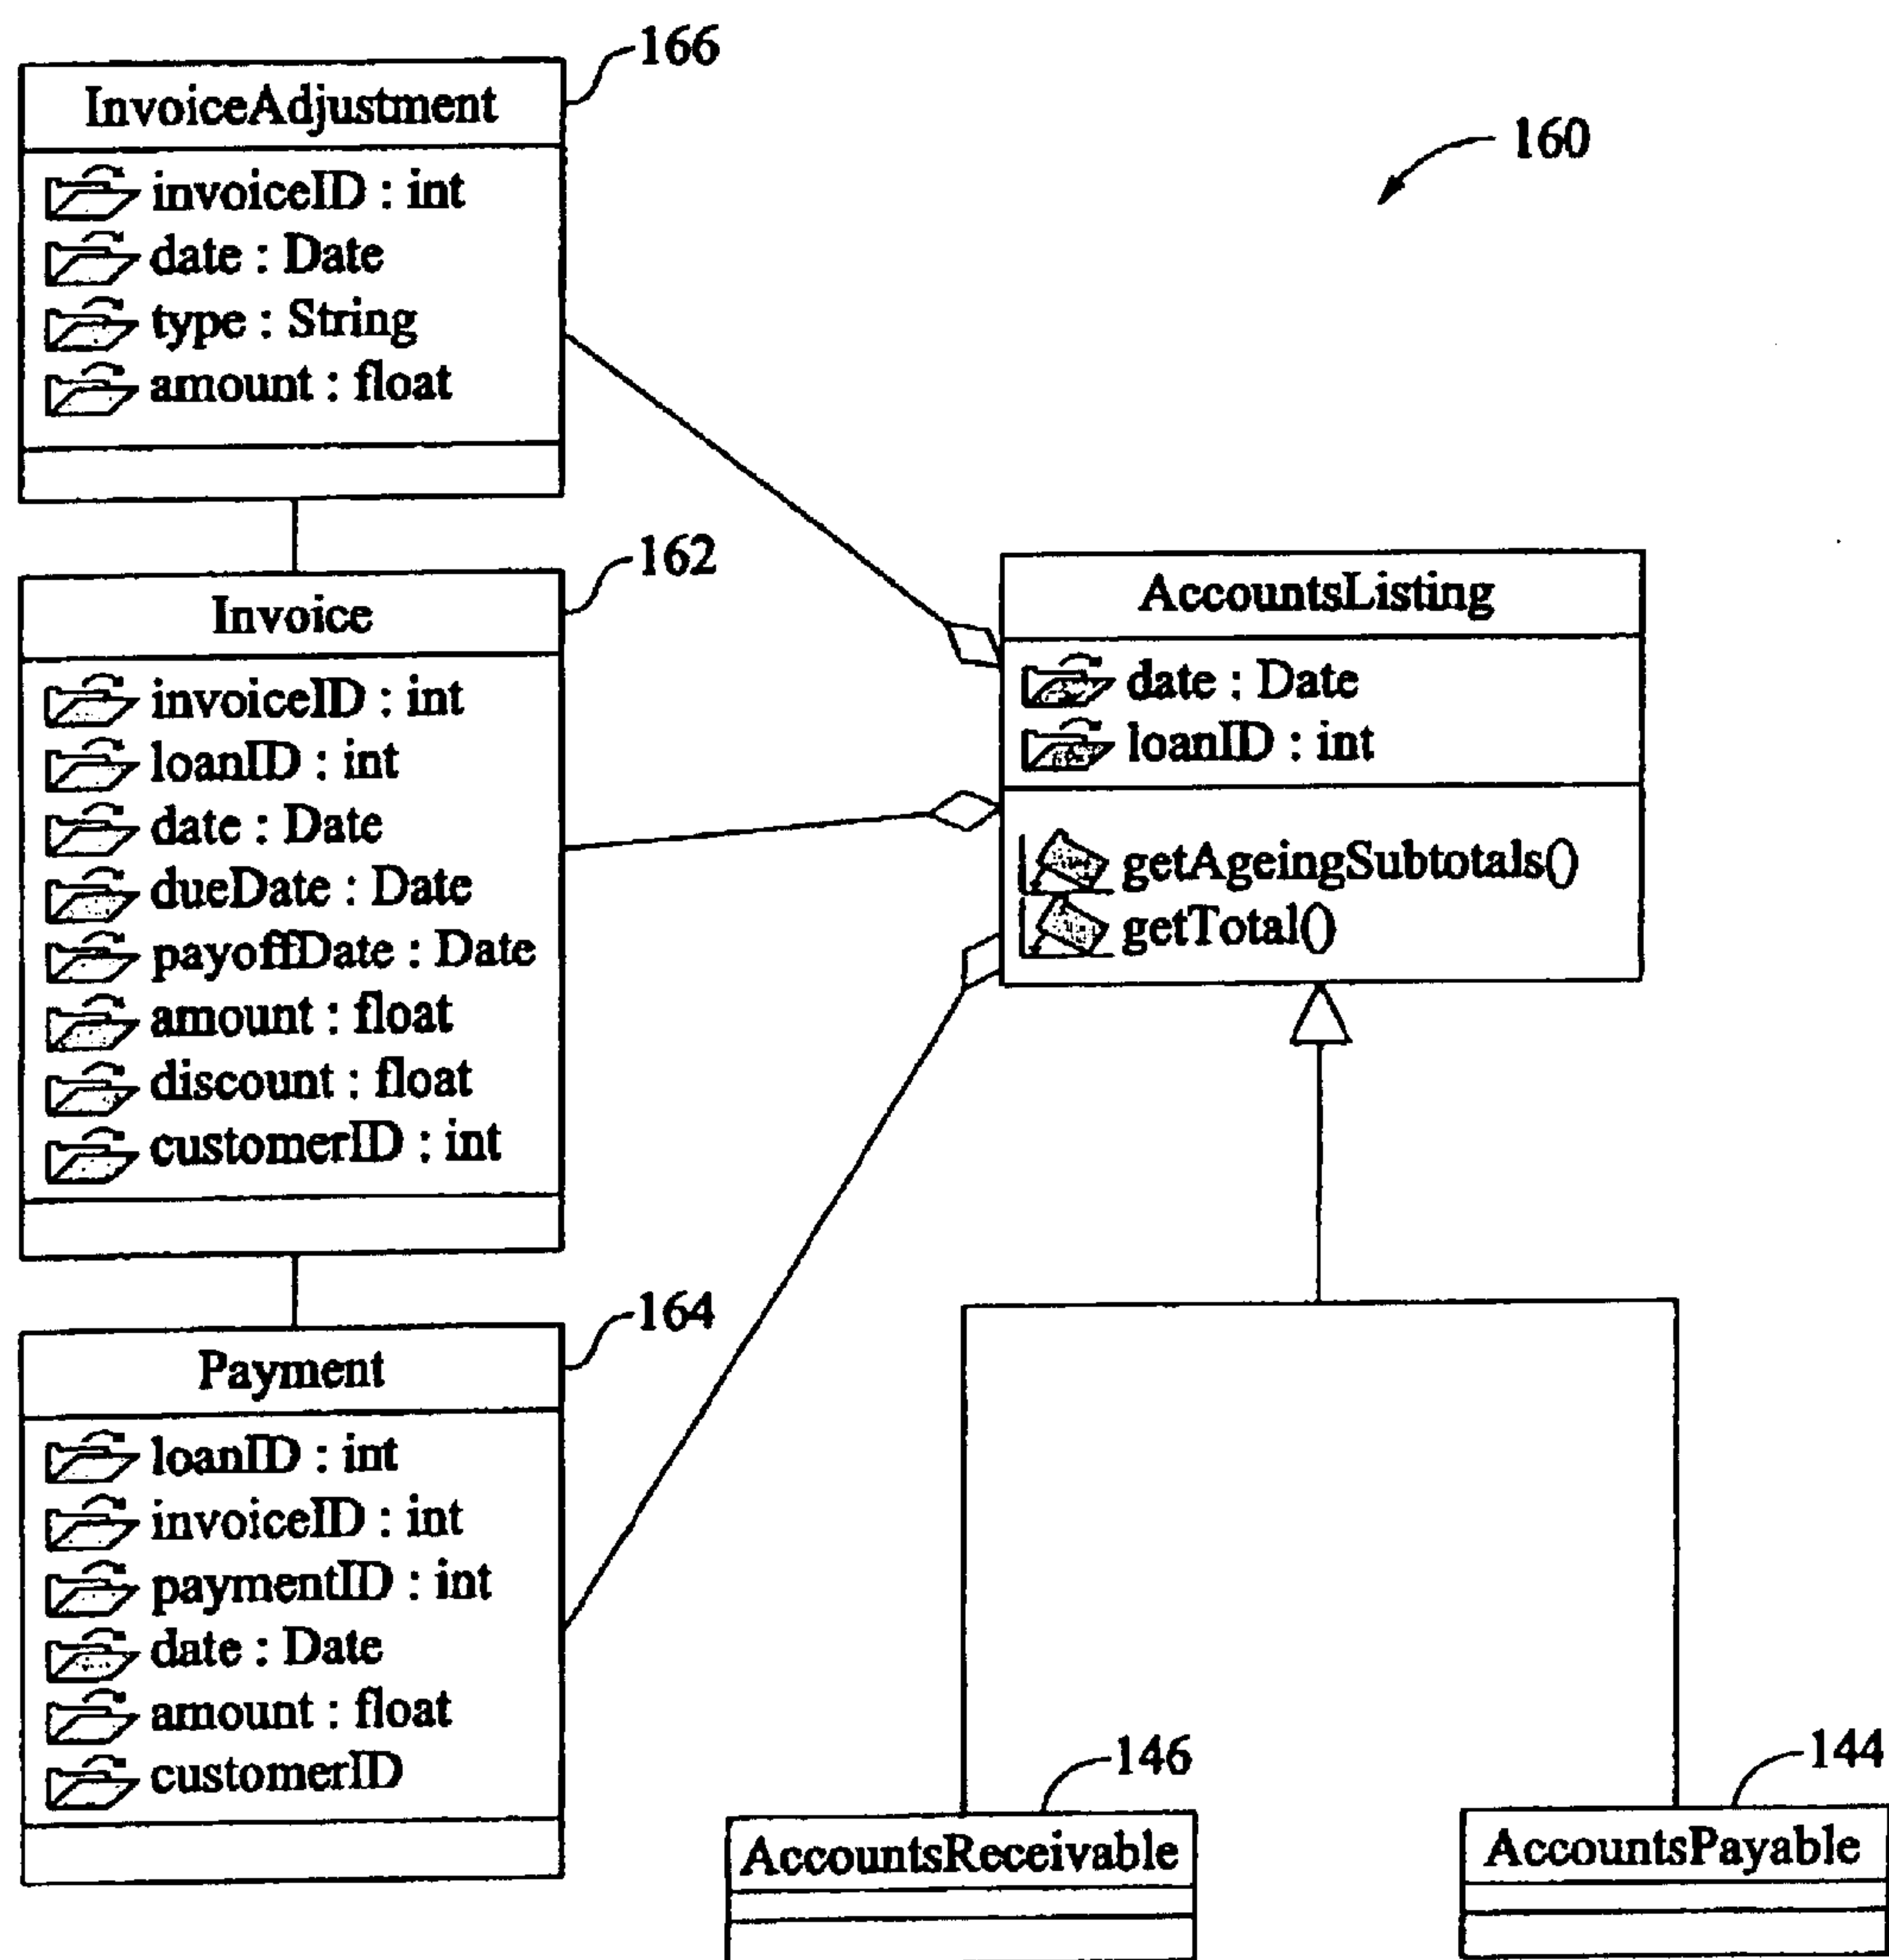 166
InvoiceAdjustment
invoiceID : int
date : Date
type : String
amount : float
160
162
Invoice
invoiceID : int
loanID : int
date : Date
dueDate : Date
payoffDate : Date
amount : float
discount : float
customerID : int
AccountsListing
date : Date
loanID : int
getAgeingSubtotals()
getTotal()
164
Payment
loanID : int
invoiceID : int
paymentID : int
date : Date
amount : float
customerID
146
AccountsReceivable
144
AccountsPayable